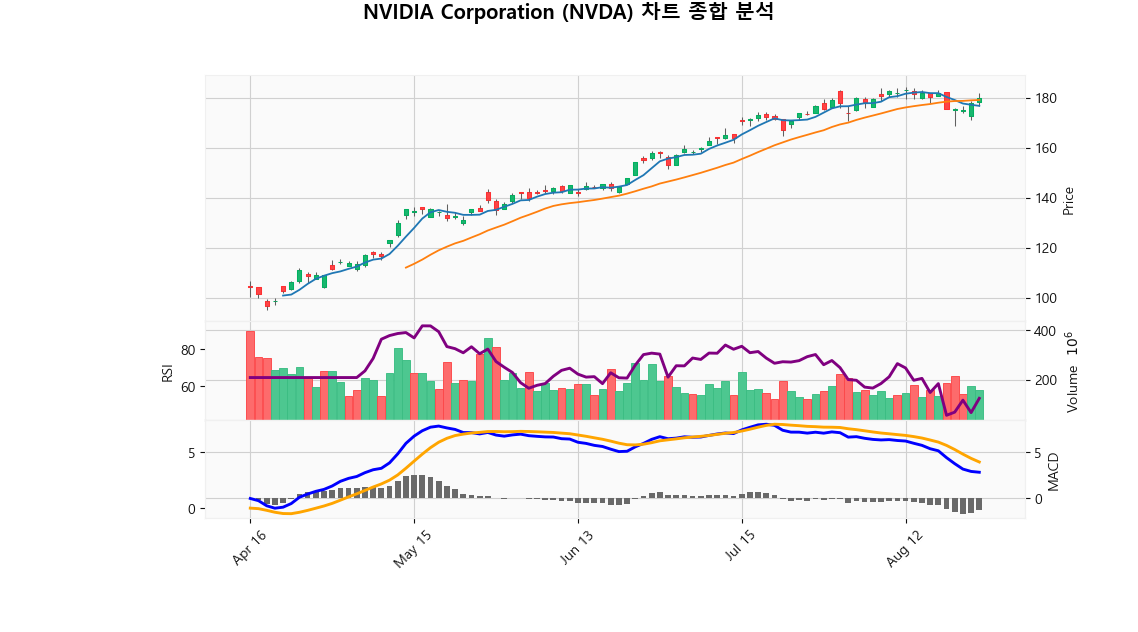 NVIDIA Corporation (NVDA) 차트 종합 분석
180
160
140
120
100
Price
80
60
RSI
400
200
Volume 10^6
5
0
5
0
MACD
Apr 16
May 15
Jun 13
Jul 15
Aug 12